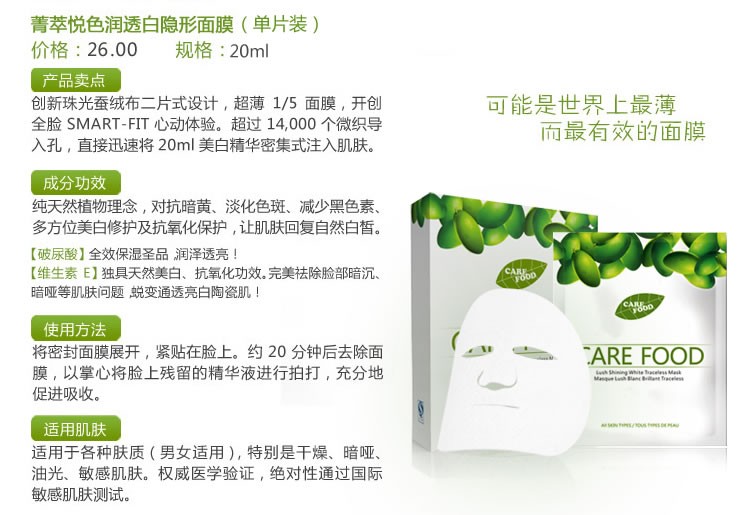 菁萃悦色润透白隐形面膜（单片装）
价格：26.00 规格：20ml
产品卖点
创新珠光蚕绒布二片式设计，超薄 1/5 面膜，开创
全脸 SMART-FIT 心动体验。超过 14,000 个微织导
入孔，直接迅速将 20ml 美白精华密集式注入肌肤。
成分功效
纯天然植物理念，对抗暗黄、淡化色斑、减少黑色素、
多方位美白修护及抗氧化保护，让肌肤回复自然白皙。
【破尿酸】全效保湿圣品，润泽透亮！
【维生素 E】独具天然美白、抗氧化功效。完美祛除脸部暗沉、
暗哑等肌肤问题，蜕变通透亮白陶瓷肌！
使用方法
将密封面膜展开，紧贴在脸上。约 20 分钟后去除面
膜，以掌心将脸上残留的精华液进行拍打，充分地
促进吸收。
适用肌肤
适用于各种肤质（男女适用），特别是干燥、暗哑、
油光、敏感肌肤。权威医学验证，绝对性通过国际
敏感肌肤测试。
可能是世界上最薄
而最有效的面膜
CARE FOOD
CARE FOOD
CARE FOOD
Lush Shining White Traceless Mask
Masque Lush Blanc Brillant Traceless
All SKIN TYPES / TOUS TYPES DE PEAU